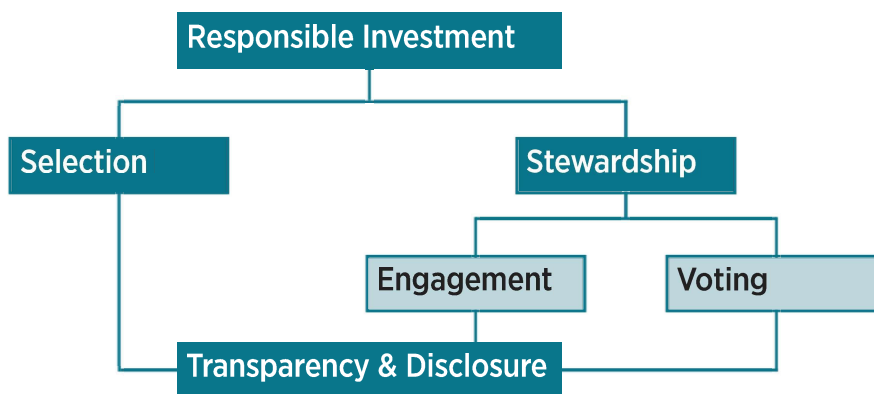 Responsible Investment
Selection
Stewardship
Engagement
Voting
Transparency & Disclosure